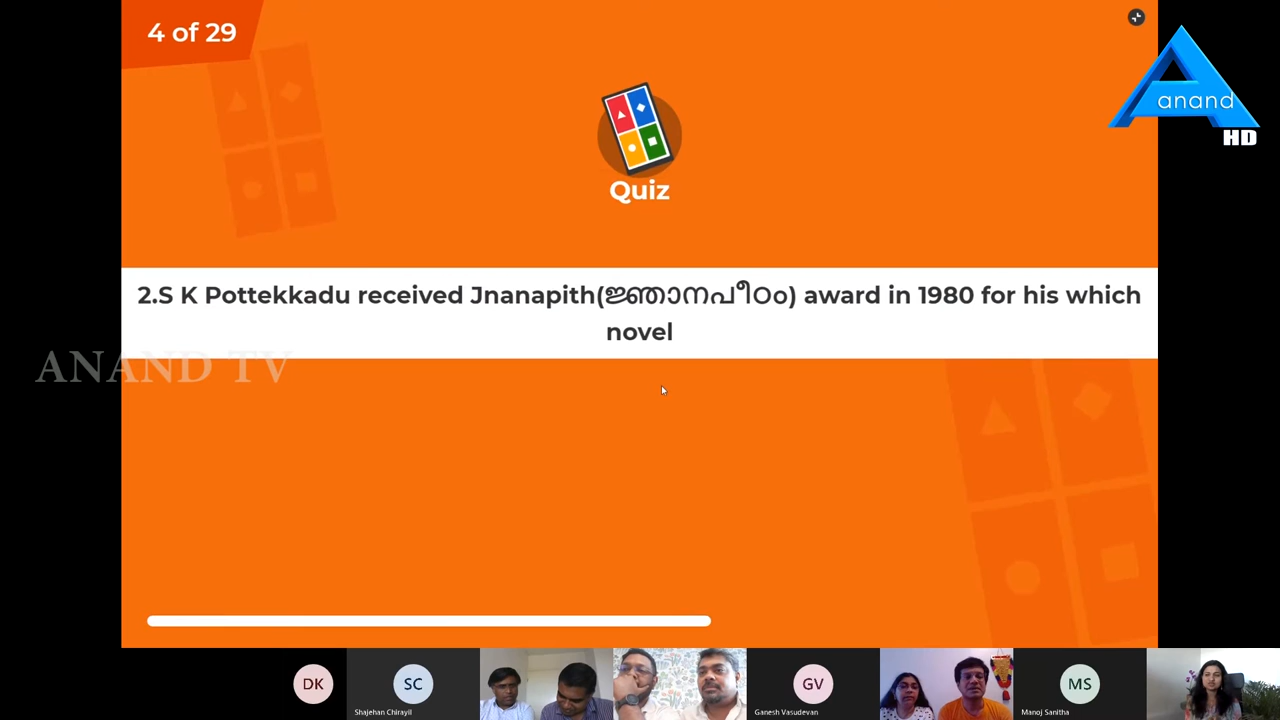 4 of 29
anand
HD
Quiz
2.S K Pottekkadu received Jnanapith(ജ്ഞാനപീഠം) award in 1980 for his which
novel
ANAND TV
DK
SC
GV
MS
Shajehan Chirayil
Ganesh Vasudevan
Manoj Sanitha